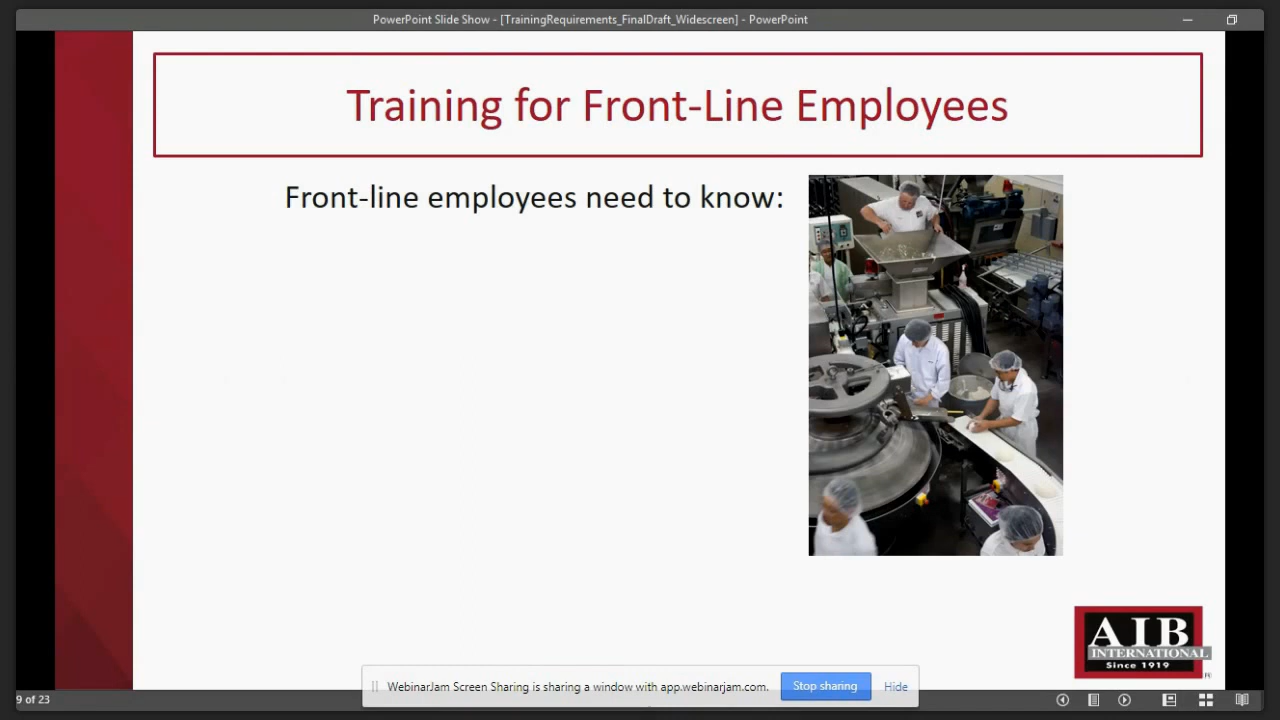 PowerPoint Slide Show - [TrainingRequirements_FinalDraft_Widescreen] - PowerPoint
Training for Front-Line Employees
Front-line employees need to know:
AIB
INTERNATIONAL
Since 1919
WebinarJam Screen Sharing is sharing a window with app.webinarjam.com.
Stop sharing
Hide
9 of 23